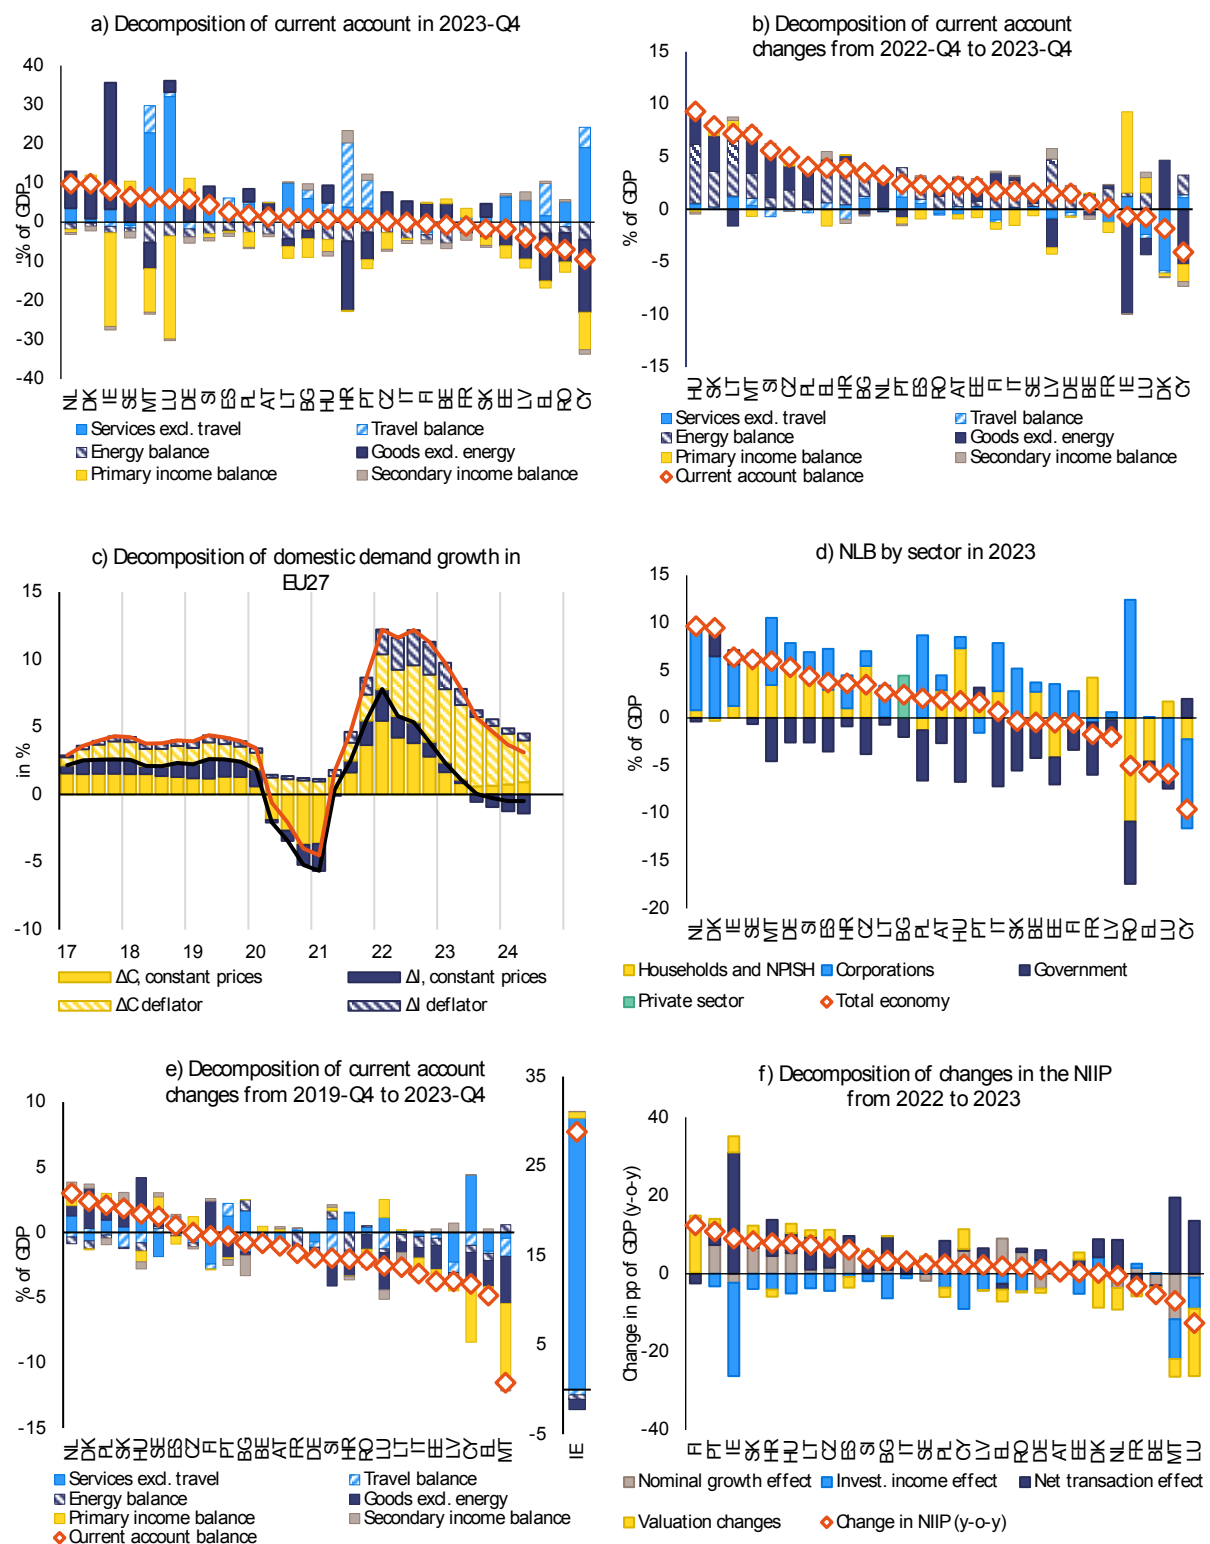 a) Decomposition of current account in 2023-Q4
40
30
20
10
0
-10
-20
-30
-40
% of GDP
NL DK IE SE MT LU DE SI ES PL AT LT BG HU HR PT CZ IT FI BE FR SK EE LV EL RO CY
Services excl. travel
Travel balance
Energy balance
Goods excl. energy
Primary income balance
Secondary income balance
b) Decomposition of current account
changes from 2022-Q4 to 2023-Q4
15
10
5
0
-5
-10
-15
% of GDP
HU SK LT MT SI CZ PL EL HR BG NL PT ES RO AT EE FI IT SE LV DE BE FR IE LU DK CY
Services excl. travel
Travel balance
Energy balance
Goods excl. energy
Primary income balance
Secondary income balance
Current account balance
c) Decomposition of domestic demand growth in
EU27
15
10
5
0
-5
-10
in %
17 18 19 20 21 22 23 24
ΔC, constant prices
ΔI, constant prices
ΔC deflator
ΔI deflator
d) NLB by sector in 2023
15
10
5
0
-5
-10
-15
-20
% of GDP
NL DK IE SE MT DE SI ES HR CZ LT BG PL AT HU PT IT SK BE EE FI FR LV RO EL LU CY
Households and NPISH
Corporations
Government
Private sector
Total economy
e) Decomposition of current account
changes from 2019-Q4 to 2023-Q4
10
5
0
-5
-10
-15
% of GDP
NL DK PL SK HU SE ES CZ FI PT BG BE AT FR DE SI HR RO LU LT IT EE LV CY EL MT
35
25
15
5
-5
IE
Services excl. travel
Travel balance
Energy balance
Goods excl. energy
Primary income balance
Secondary income balance
Current account balance
f) Decomposition of changes in the NIIP
from 2022 to 2023
40
20
0
-20
-40
Change in pp of GDP (y-o-y)
FI PT IE SK HR HU LT CZ ES SI BG IT SE PL CY LV EL RO DE AT EE DK NL FR BE MT LU
Nominal growth effect
Invest. income effect
Net transaction effect
Valuation changes
Change in NIIP (y-o-y)